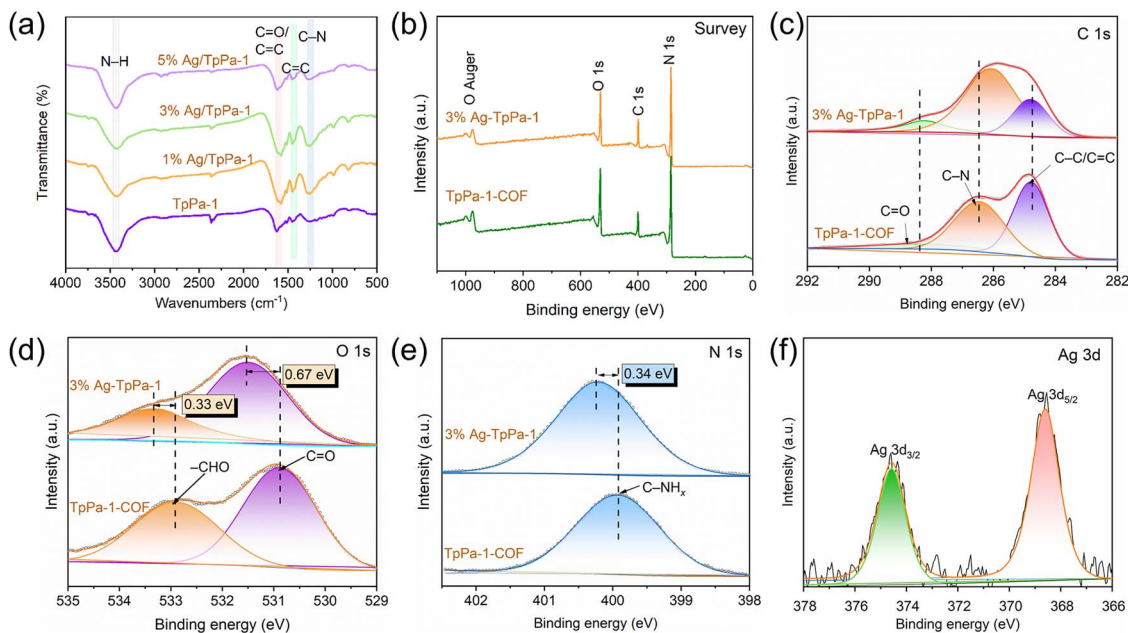 (a)
C=O/
C=C
C–N
N–H
C=C
5% Ag/TpPa-1
3% Ag/TpPa-1
1% Ag/TpPa-1
TpPa-1
Transmittance (%)
4000 3500 3000 2500 2000 1500 1000 500
Wavenumbers (cm⁻¹)
(b)
Survey
O Auger
O 1s
C 1s
N 1s
3% Ag-TpPa-1
TpPa-1-COF
Intensity (a.u.)
1000 800 600 400 200 0
Binding energy (eV)
(c)
C 1s
3% Ag-TpPa-1
C–C/C=C
C–N
C=O
TpPa-1-COF
Intensity (a.u.)
292 290 288 286 284 282
Binding energy (eV)
(d)
O 1s
3% Ag-TpPa-1
0.67 eV
0.33 eV
–CHO
C=O
TpPa-1-COF
Intensity (a.u.)
535 534 533 532 531 530 529
Binding energy (eV)
(e)
N 1s
0.34 eV
3% Ag-TpPa-1
C–NHₓ
TpPa-1-COF
Intensity (a.u.)
402 401 400 399 398
Binding energy (eV)
(f)
Ag 3d
Ag 3d₅/₂
Ag 3d₃/₂
Intensity (a.u.)
378 376 374 372 370 368 366
Binding energy (eV)